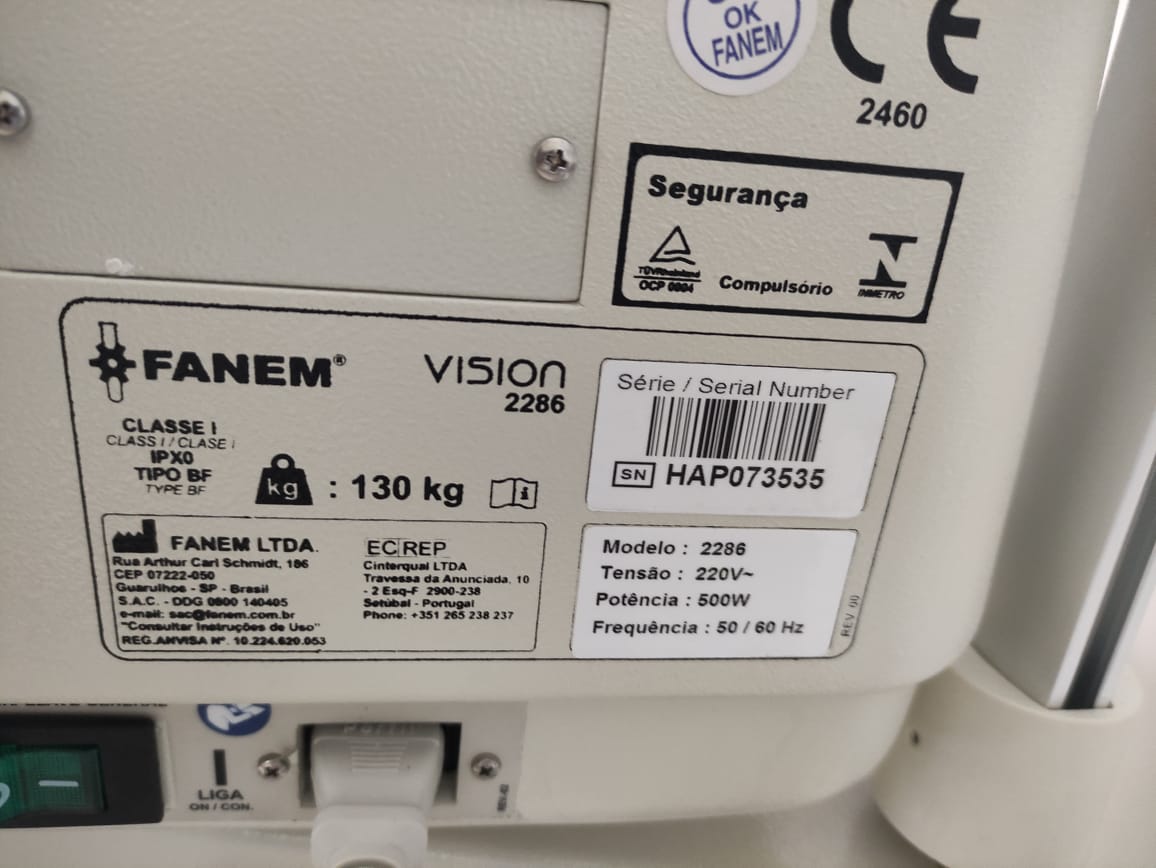 OK
FANEM
CE
2460
Segurança
TÜVRheinland
OCP 0004
Compulsório
INMETRO
FANEM®
VISION
2286
CLASSE I
CLASS I / CLASE I
IPX0
TIPO BF
TYPE BF
kg : 130 kg
Série / Serial Number
SN HAP073535
FANEM LTDA.
Rua Arthur Carl Schmidt, 186
CEP 07222-050
Guarulhos - SP - Brasil
S.A.C. - DDG 0800 140405
e-mail: sac@fanem.com.br
"Consultar Instruções de Uso"
REG.ANVISA Nº. 10.224.620.053
EC REP
Cinterqual LTDA
Travessa da Anunciada, 10
- 2 Esq-F 2900-238
Setúbal - Portugal
Phone: +351 265 238 237
Modelo : 2286
Tensão : 220V~
Potência : 500W
Frequência : 50 / 60 Hz
REV 00
LIGA
ON / CON.